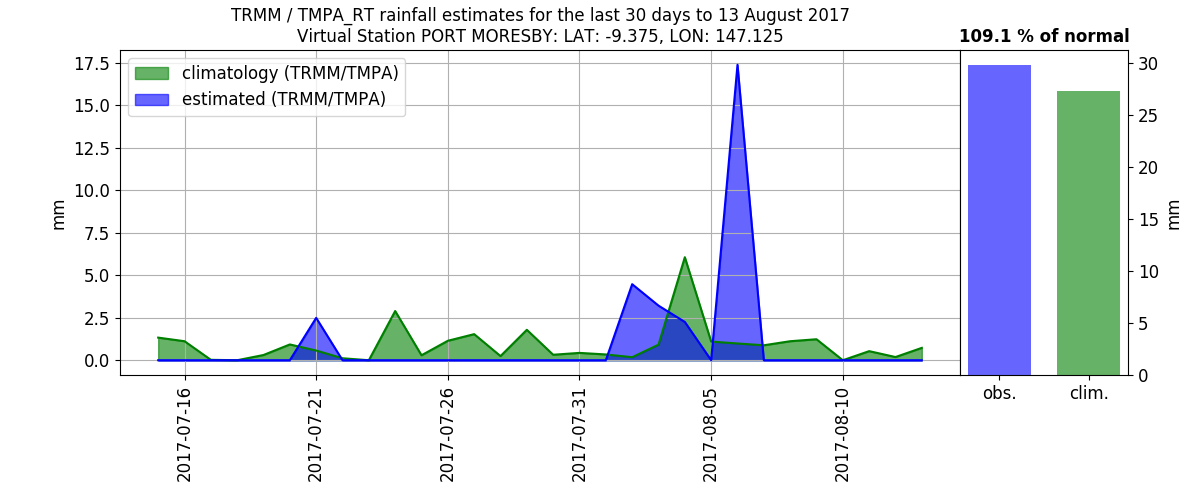 TRMM / TMPA_RT rainfall estimates for the last 30 days to 13 August 2017
Virtual Station PORT MORESBY: LAT: -9.375, LON: 147.125
109.1 % of normal
climatology (TRMM/TMPA)
estimated (TRMM/TMPA)
17.5
15.0
12.5
10.0
7.5
5.0
2.5
0.0
mm
2017-07-16
2017-07-21
2017-07-26
2017-07-31
2017-08-05
2017-08-10
30
25
20
15
10
5
0
mm
obs.
clim.